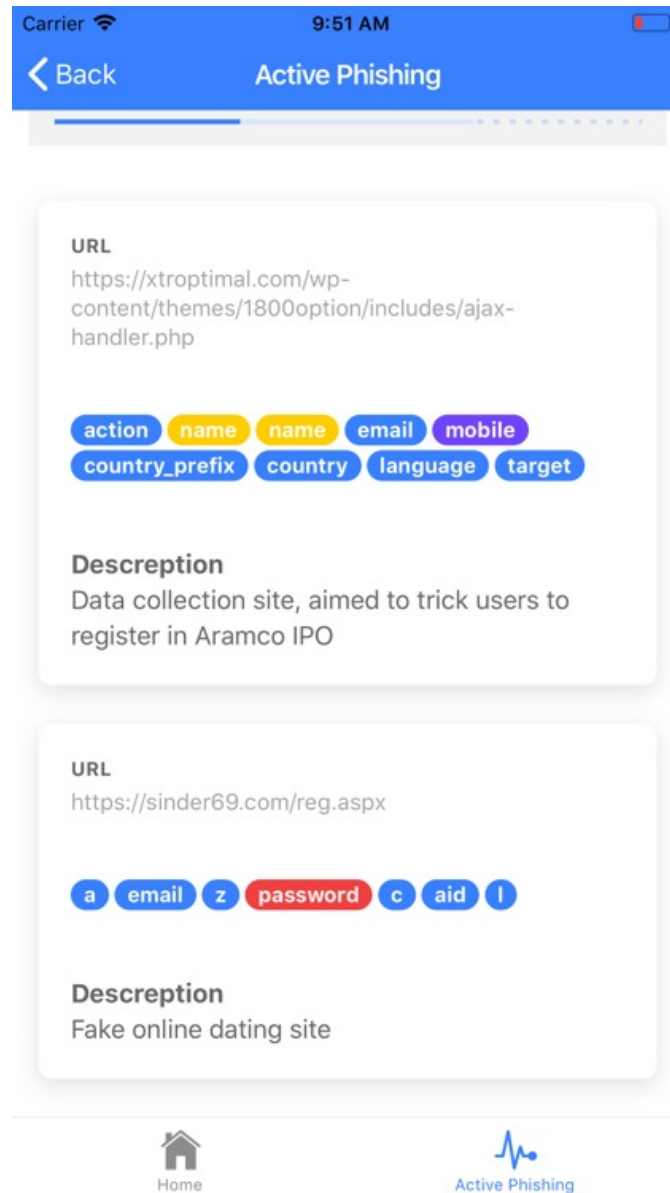 Carrier 9:51 AM
Back Active Phishing
URL
https://xtroptimal.com/wp-
content/themes/1800option/includes/ajax-
handler.php
action name name email mobile
country_prefix country language target
Descreption
Data collection site, aimed to trick users to
register in Aramco IPO
URL
https://sinder69.com/reg.aspx
a email z password c aid l
Descreption
Fake online dating site
Home Active Phishing